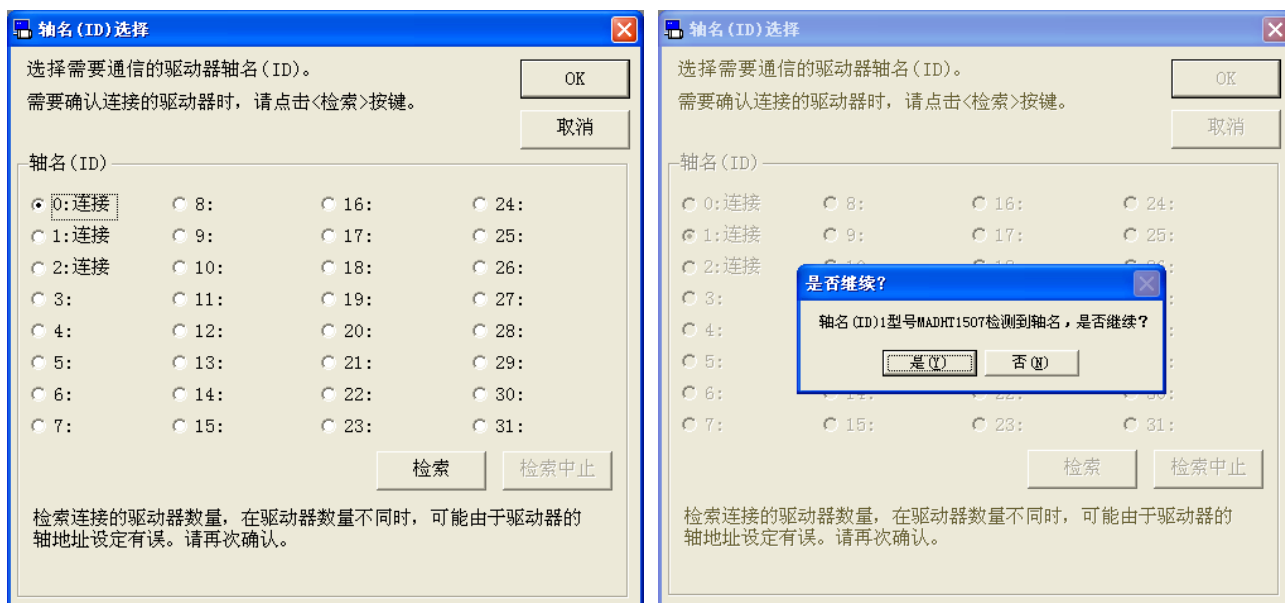 轴名(ID)选择
选择需要通信的驱动器轴名(ID)。
需要确认连接的驱动器时，请点击<检索>按键。
OK
取消
轴名(ID)
0:连接 8: 16: 24:
1:连接 9: 17: 25:
2:连接 10: 18: 26:
3: 11: 19: 27:
4: 12: 20: 28:
5: 13: 21: 29:
6: 14: 22: 30:
7: 15: 23: 31:
检索 检索中止
检索连接的驱动器数量，在驱动器数量不同时，可能由于驱动器的
轴地址设定有误。请再次确认。
轴名(ID)选择
选择需要通信的驱动器轴名(ID)。
需要确认连接的驱动器时，请点击<检索>按键。
OK
取消
轴名(ID)
0:连接 8: 16: 24:
1:连接 9: 17: 25:
2:连接
3:
4:
5:
6:
7: 15: 23: 31:
是否继续?
轴名(ID)1型号MADHT1507检测到轴名，是否继续?
是(Y) 否(N)
检索 检索中止
检索连接的驱动器数量，在驱动器数量不同时，可能由于驱动器的
轴地址设定有误。请再次确认。